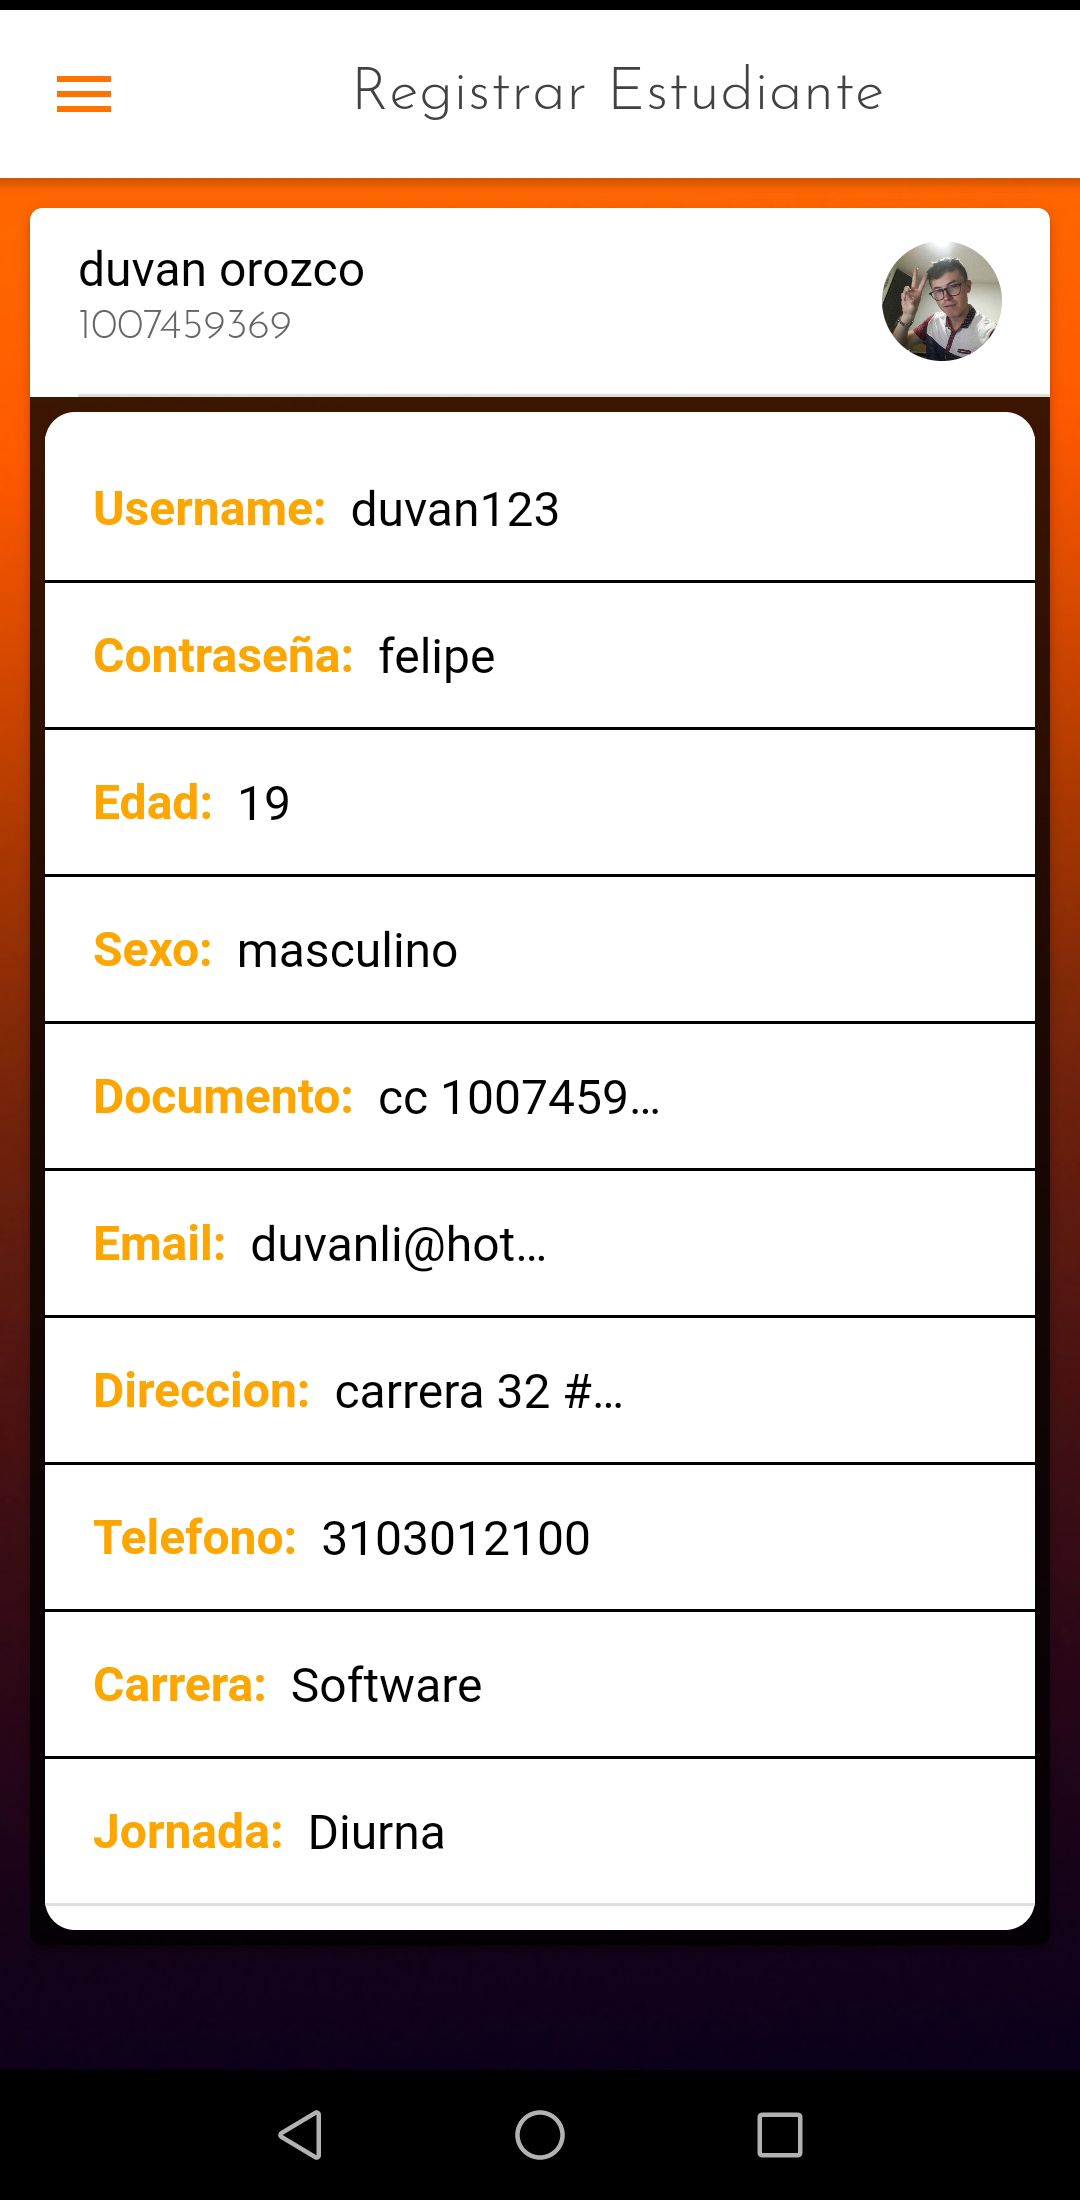 Registrar Estudiante
duvan orozco
1007459369
Username: duvan123
Contraseña: felipe
Edad: 19
Sexo: masculino
Documento: cc 1007459...
Email: duvanli@hot...
Direccion: carrera 32 #...
Telefono: 3103012100
Carrera: Software
Jornada: Diurna